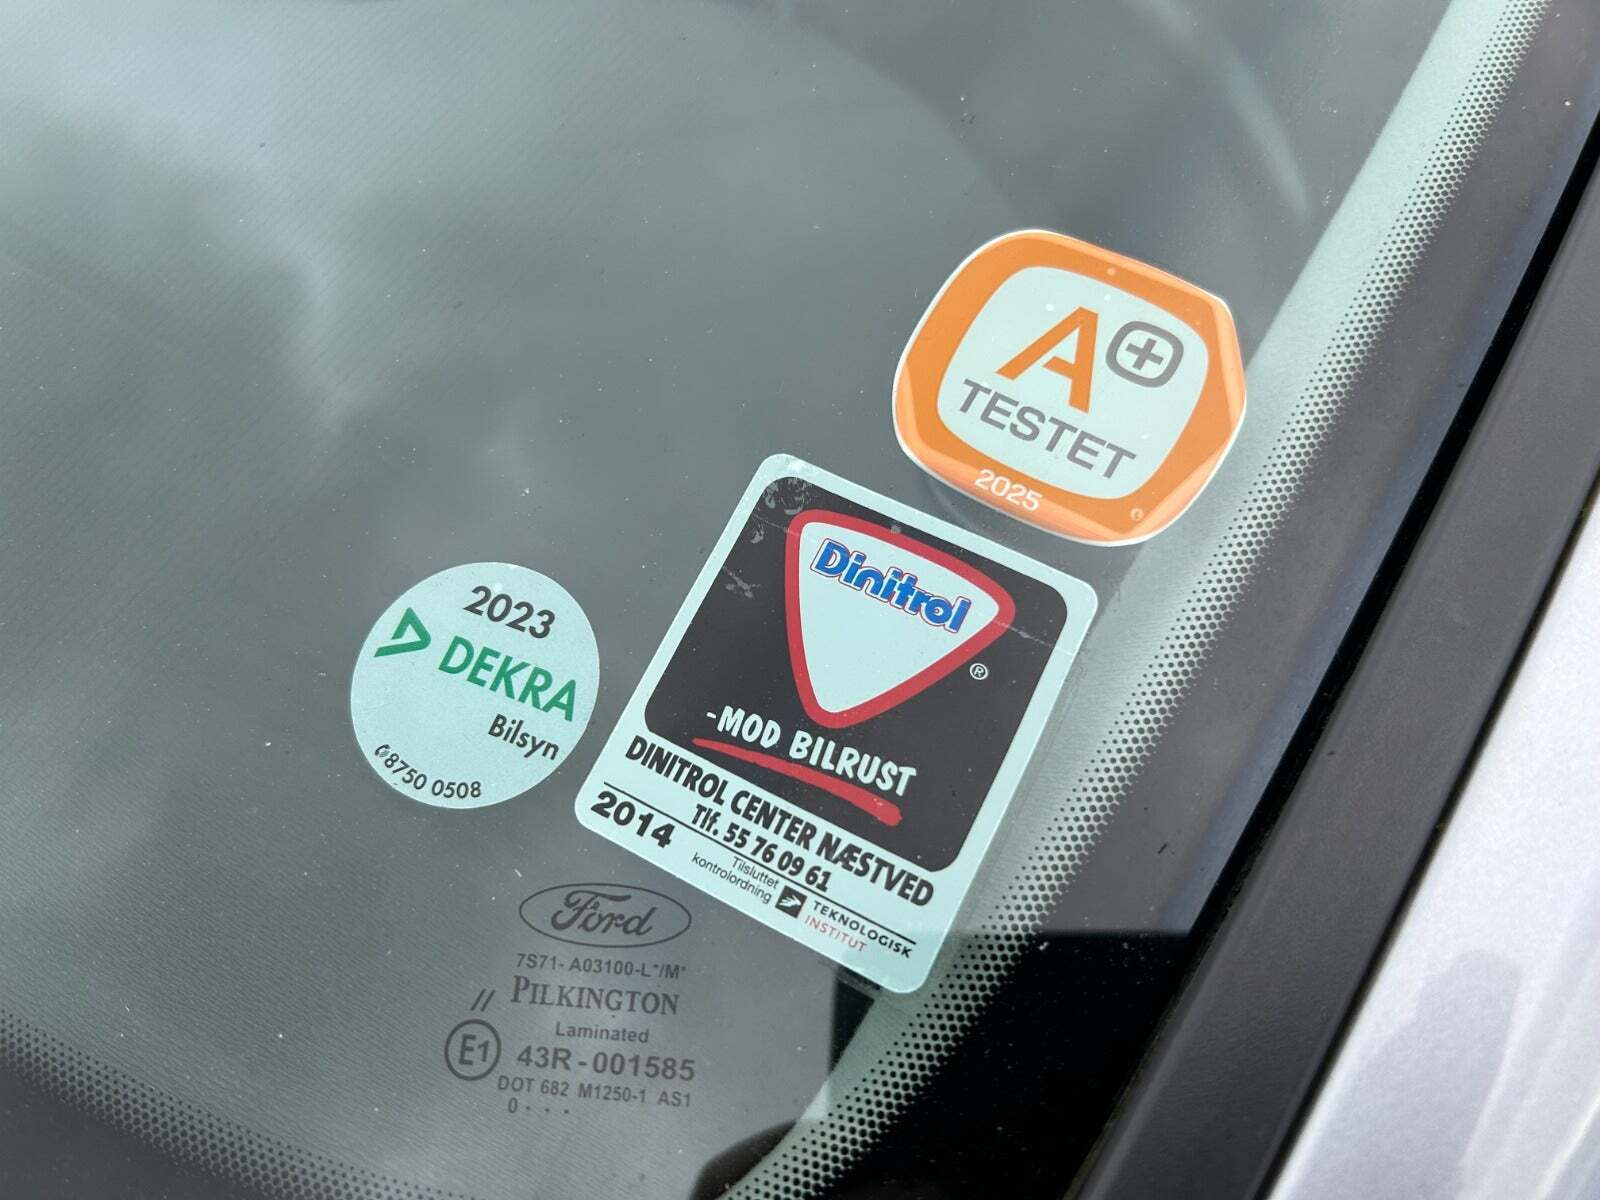 A+
TESTET
2025
Dinitrol
®
-MOD BILRUST
DINITROL CENTER NÆSTVED
Tlf. 55 76 09 61
2014
Tilsluttet
kontrolordning
TEKNOLOGISK
INSTITUT
2023
DEKRA
Bilsyn
8750 0508
Ford
7S71- A03100-L*/M*
// PILKINGTON
Laminated
E1 43R - 001585
DOT 682 M1250-1 AS1
0 . . .